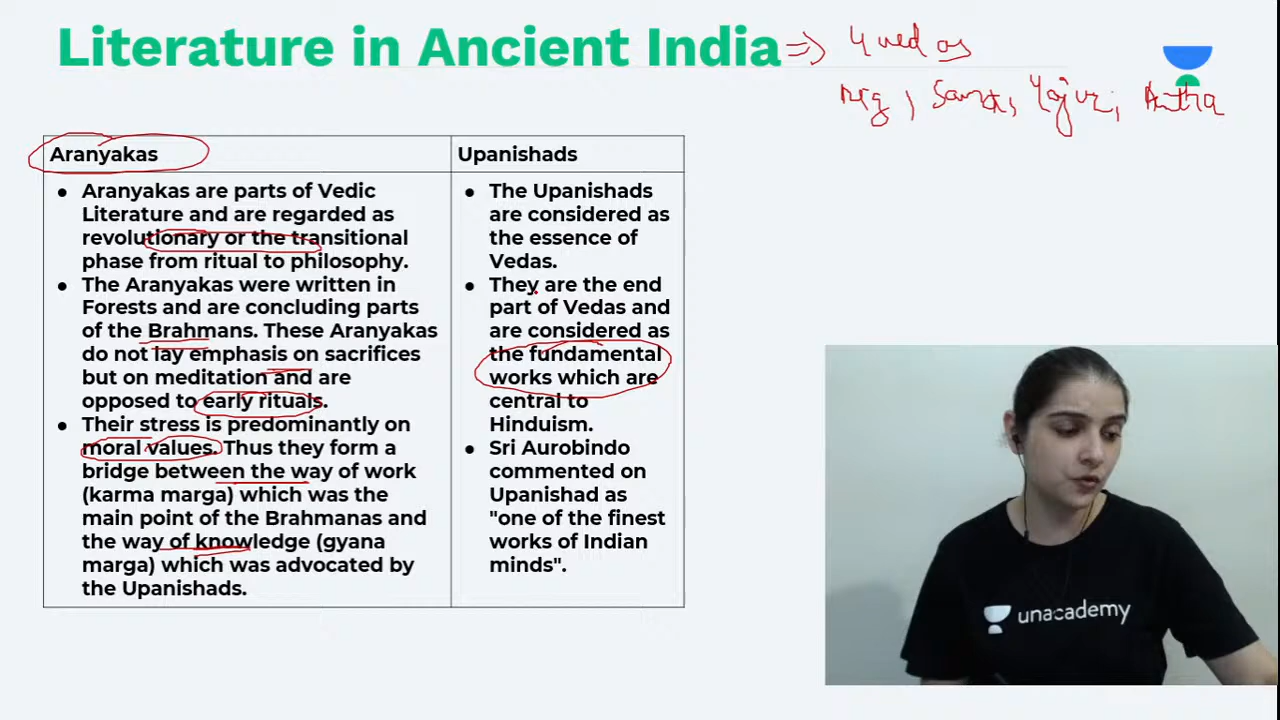 Literature in Ancient India ⇒ 4 vedas
Rig, Sama, Yajur, Athra
Aranyakas
• Aranyakas are parts of Vedic
Literature and are regarded as
revolutionary or the transitional
phase from ritual to philosophy.
• The Aranyakas were written in
Forests and are concluding parts
of the Brahmans. These Aranyakas
do not lay emphasis on sacrifices
but on meditation and are
opposed to early rituals.
• Their stress is predominantly on
moral values. Thus they form a
bridge between the way of work
(karma marga) which was the
main point of the Brahmanas and
the way of knowledge (gyana
marga) which was advocated by
the Upanishads.
Upanishads
• The Upanishads
are considered as
the essence of
Vedas.
• They are the end
part of Vedas and
are considered as
the fundamental
works which are
central to
Hinduism.
• Sri Aurobindo
commented on
Upanishad as
"one of the finest
works of Indian
minds".
unacademy